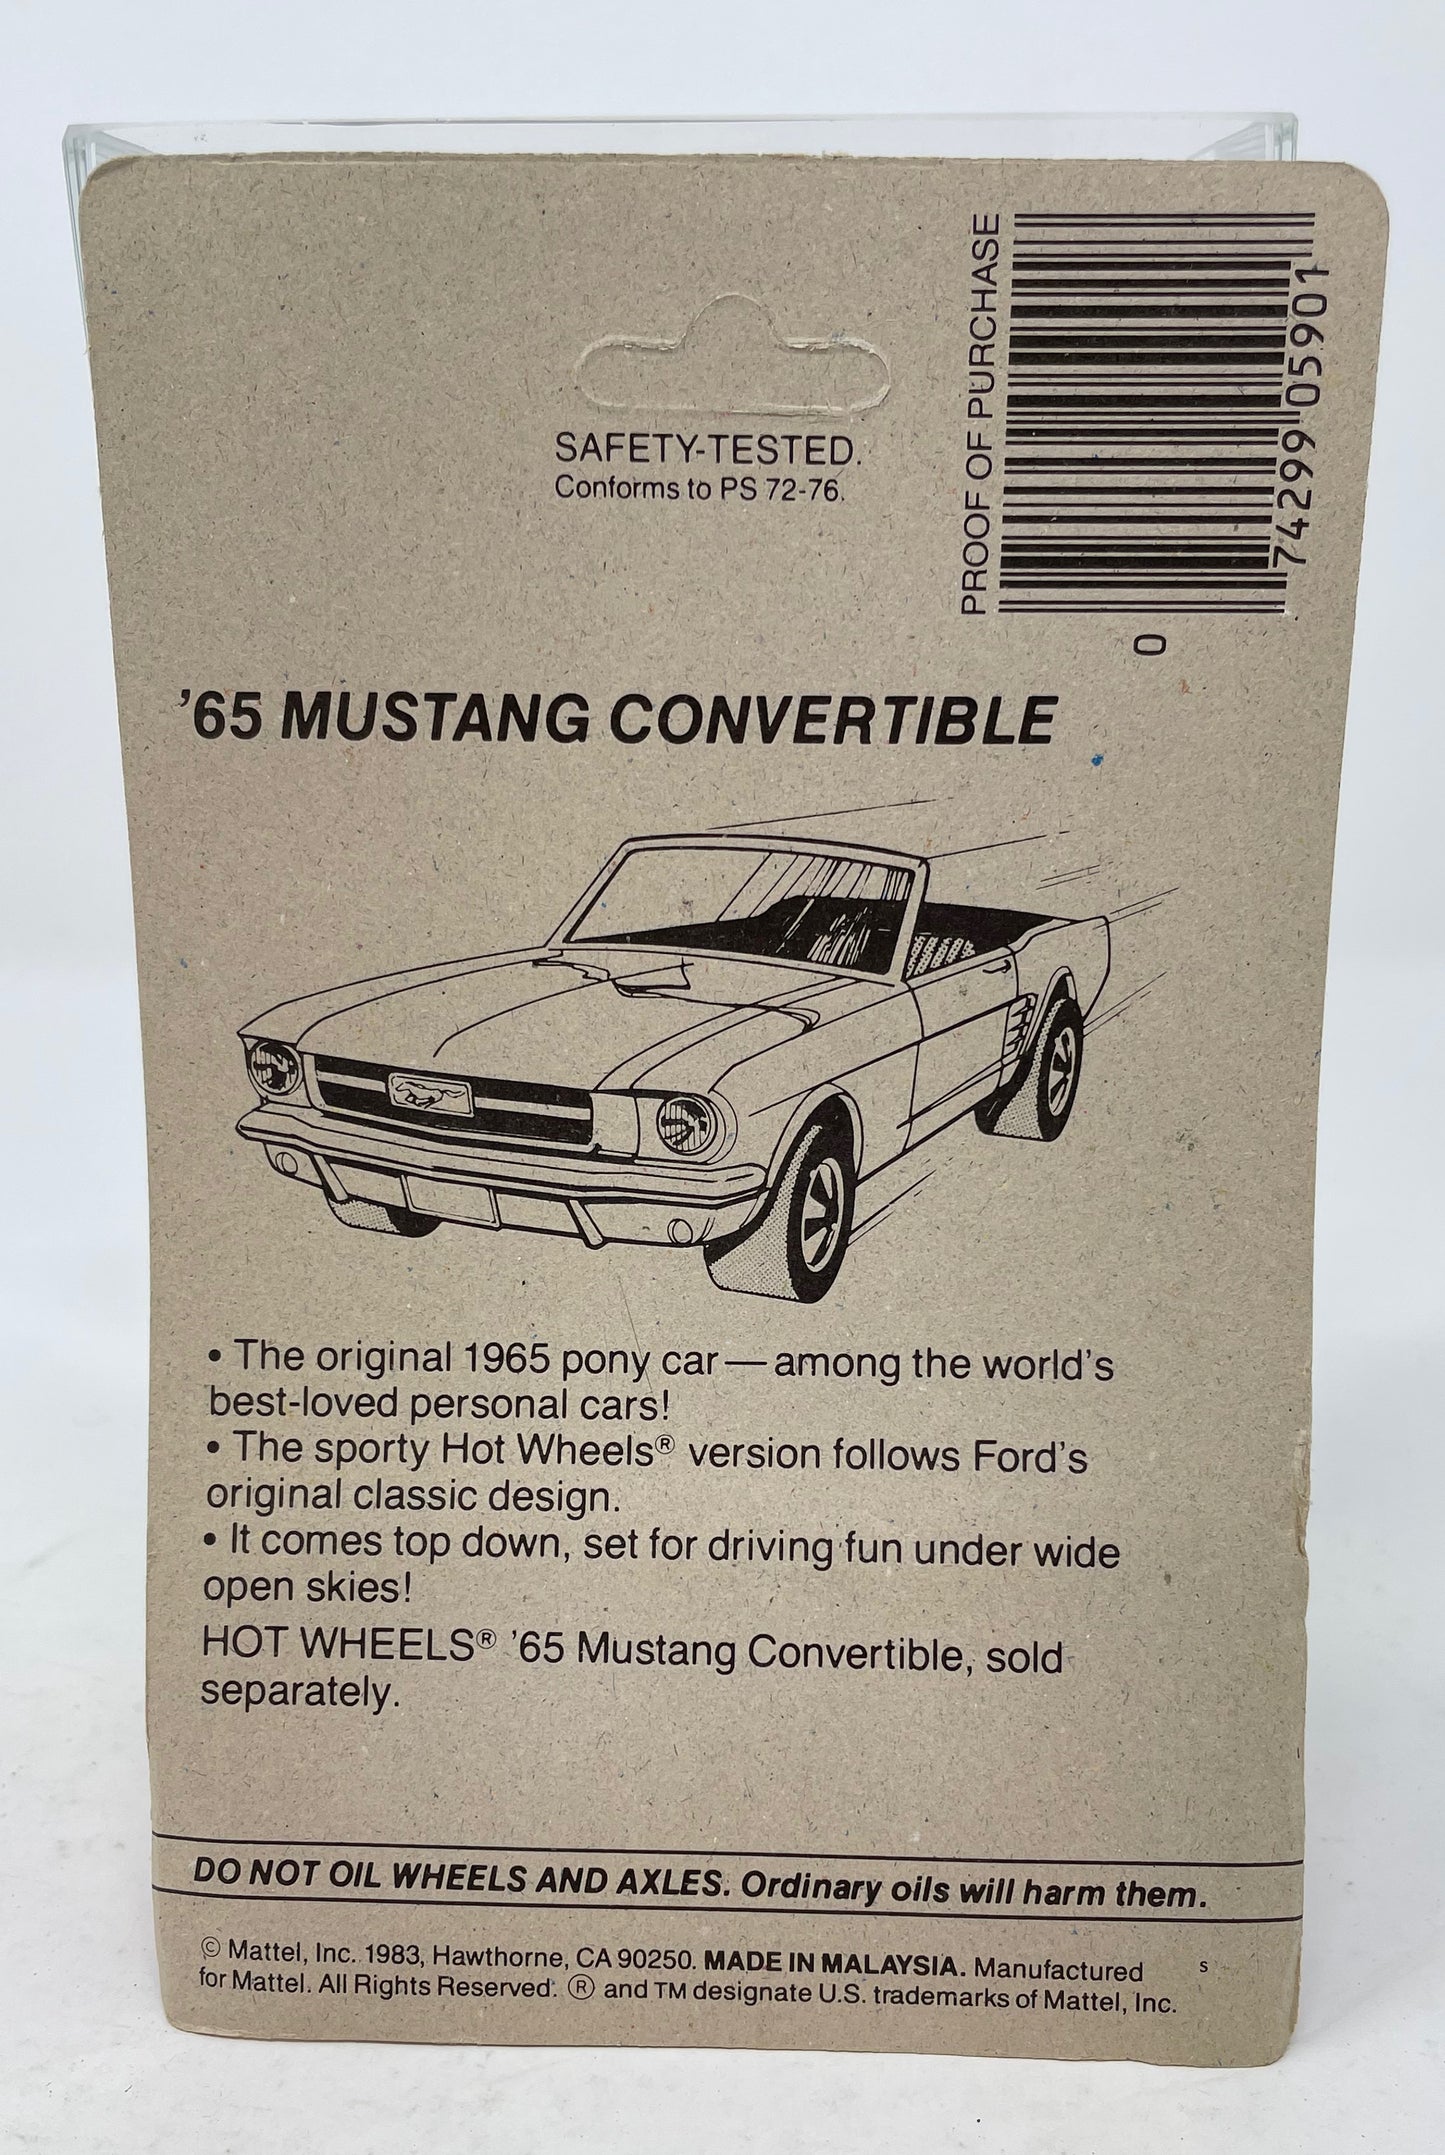 PROOF OF PURCHASE
0 74299 05901
SAFETY-TESTED.
Conforms to PS 72-76.
'65 MUSTANG CONVERTIBLE
• The original 1965 pony car—among the world's
best-loved personal cars!
• The sporty Hot Wheels® version follows Ford's
original classic design.
• It comes top down, set for driving fun under wide
open skies!
HOT WHEELS® '65 Mustang Convertible, sold
separately.
DO NOT OIL WHEELS AND AXLES. Ordinary oils will harm them.
© Mattel, Inc. 1983, Hawthorne, CA 90250. MADE IN MALAYSIA. Manufactured
for Mattel. All Rights Reserved. ® and TM designate U.S. trademarks of Mattel, Inc.
S